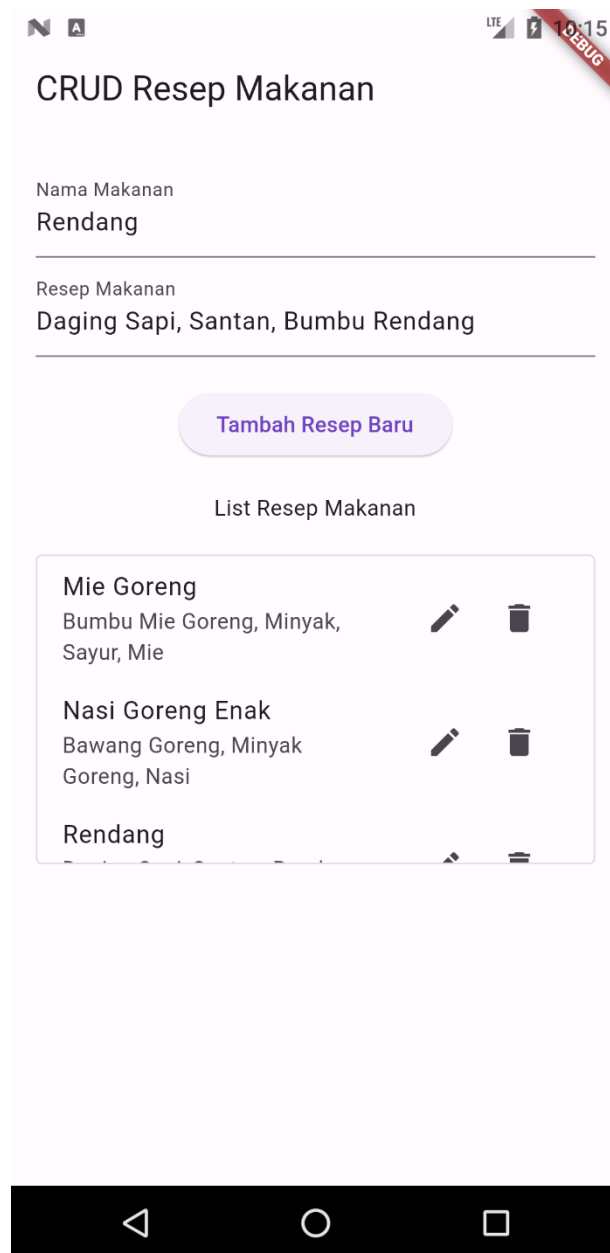 LTE
10:15
DEBUG
CRUD Resep Makanan
Nama Makanan
Rendang
Resep Makanan
Daging Sapi, Santan, Bumbu Rendang
Tambah Resep Baru
List Resep Makanan
Mie Goreng
Bumbu Mie Goreng, Minyak,
Sayur, Mie
Nasi Goreng Enak
Bawang Goreng, Minyak
Goreng, Nasi
Rendang